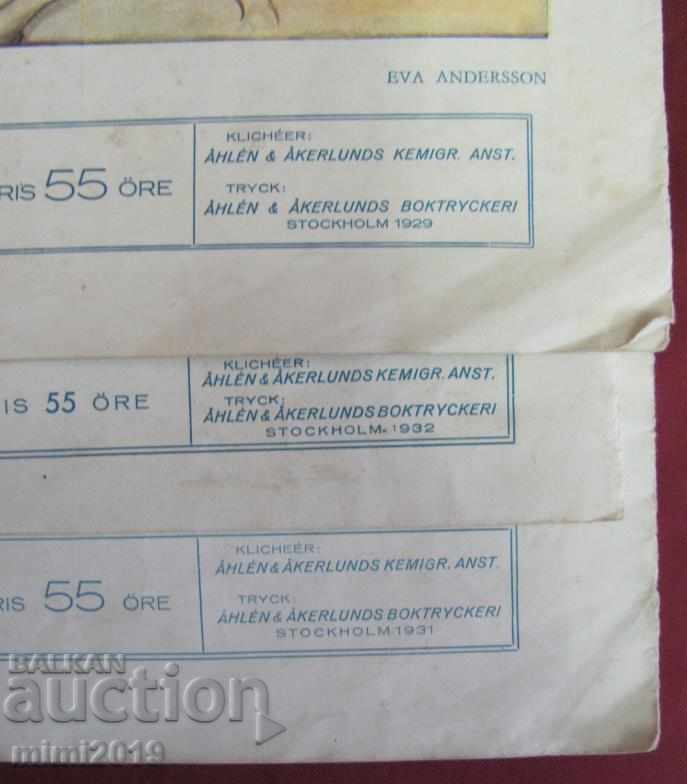 EVA ANDERSSON
RIS 55 ÖRE
KLICHÉER:
ÅHLÉN & ÅKERLUNDS KEMIGR. ANST.
TRYCK:
ÅHLÉN & ÅKERLUNDS BOKTRYCKERI
STOCKHOLM 1929
IS 55 ÖRE
KLICHÉER:
ÅHLÉN & ÅKERLUNDS KEMIGR. ANST.
TRYCK:
ÅHLÉN & ÅKERLUNDS BOKTRYCKERI
STOCKHOLM. 1932
RIS 55 ÖRE
KLICHÉER:
ÅHLÉN & ÅKERLUNDS KEMIGR. ANST.
TRYCK:
ÅHLÉN & ÅKERLUNDS BOKTRYCKERI
STOCKHOLM 1931
BALKAN
auction
mimi2019